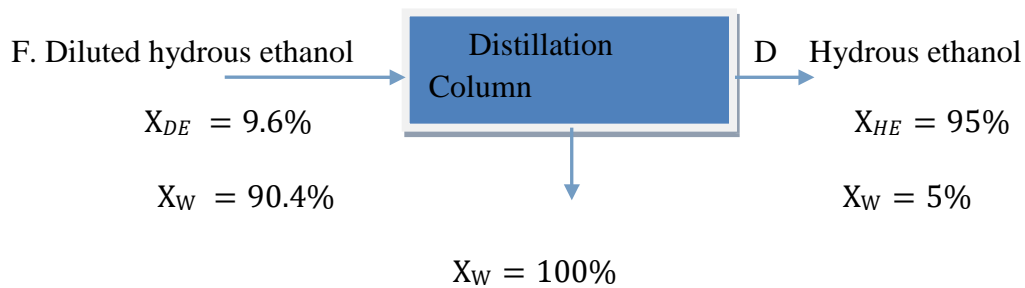 F. Diluted hydrous ethanol
Distillation
Column
D Hydrous ethanol
X_DE = 9.6%
X_HE = 95%
X_W = 90.4%
X_W = 5%
X_W = 100%